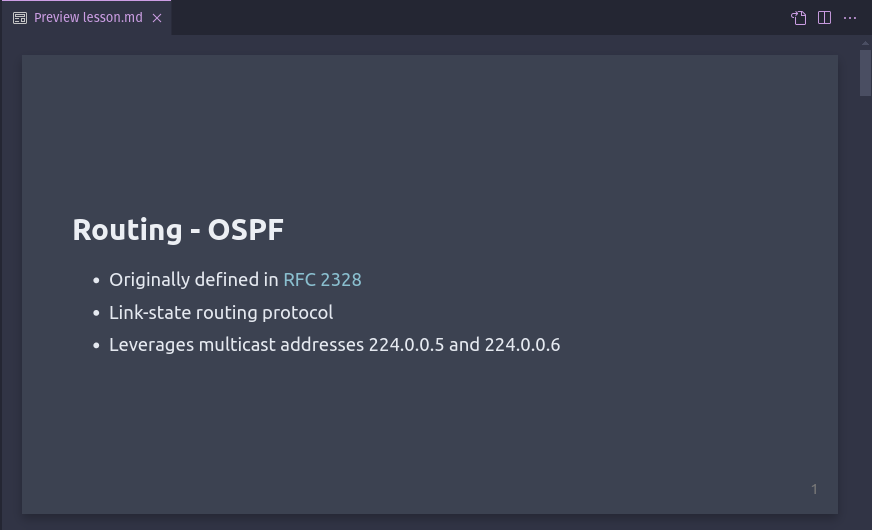 Preview lesson.md
Routing - OSPF
• Originally defined in RFC 2328
• Link-state routing protocol
• Leverages multicast addresses 224.0.0.5 and 224.0.0.6
1